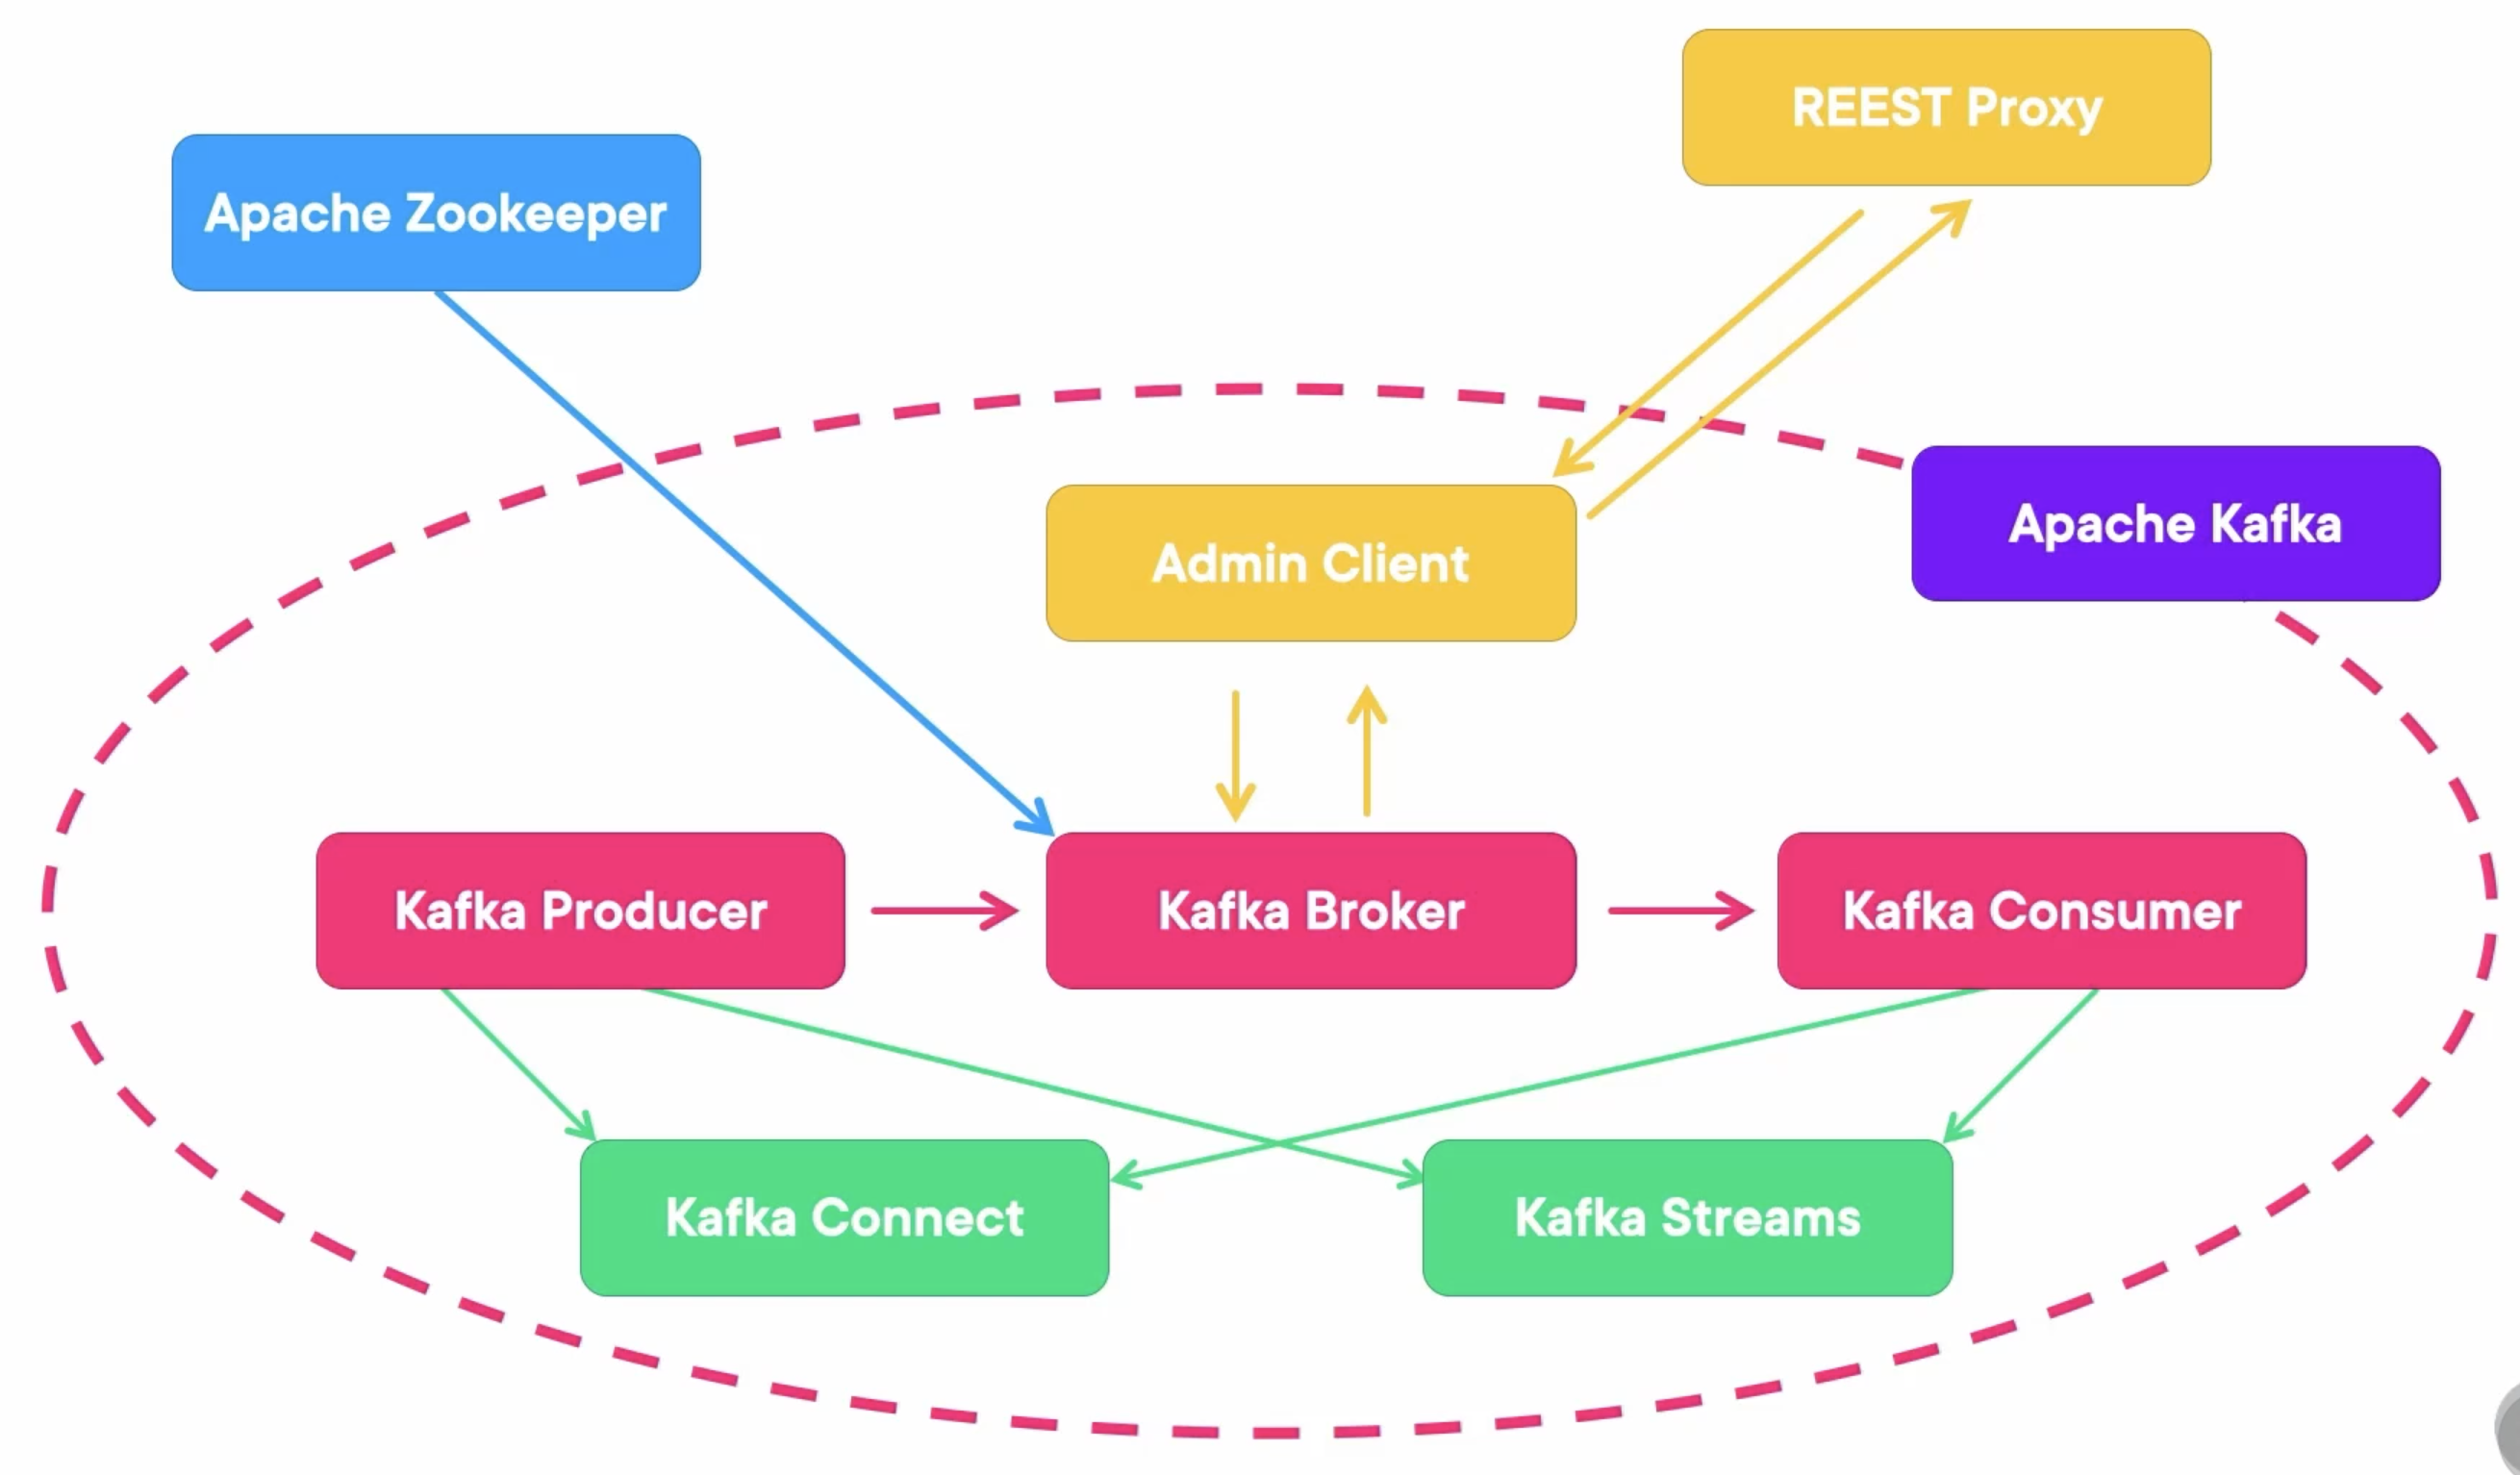 REEST Proxy
Apache Zookeeper
Apache Kafka
Admin Client
Kafka Producer
Kafka Broker
Kafka Consumer
Kafka Connect
Kafka Streams